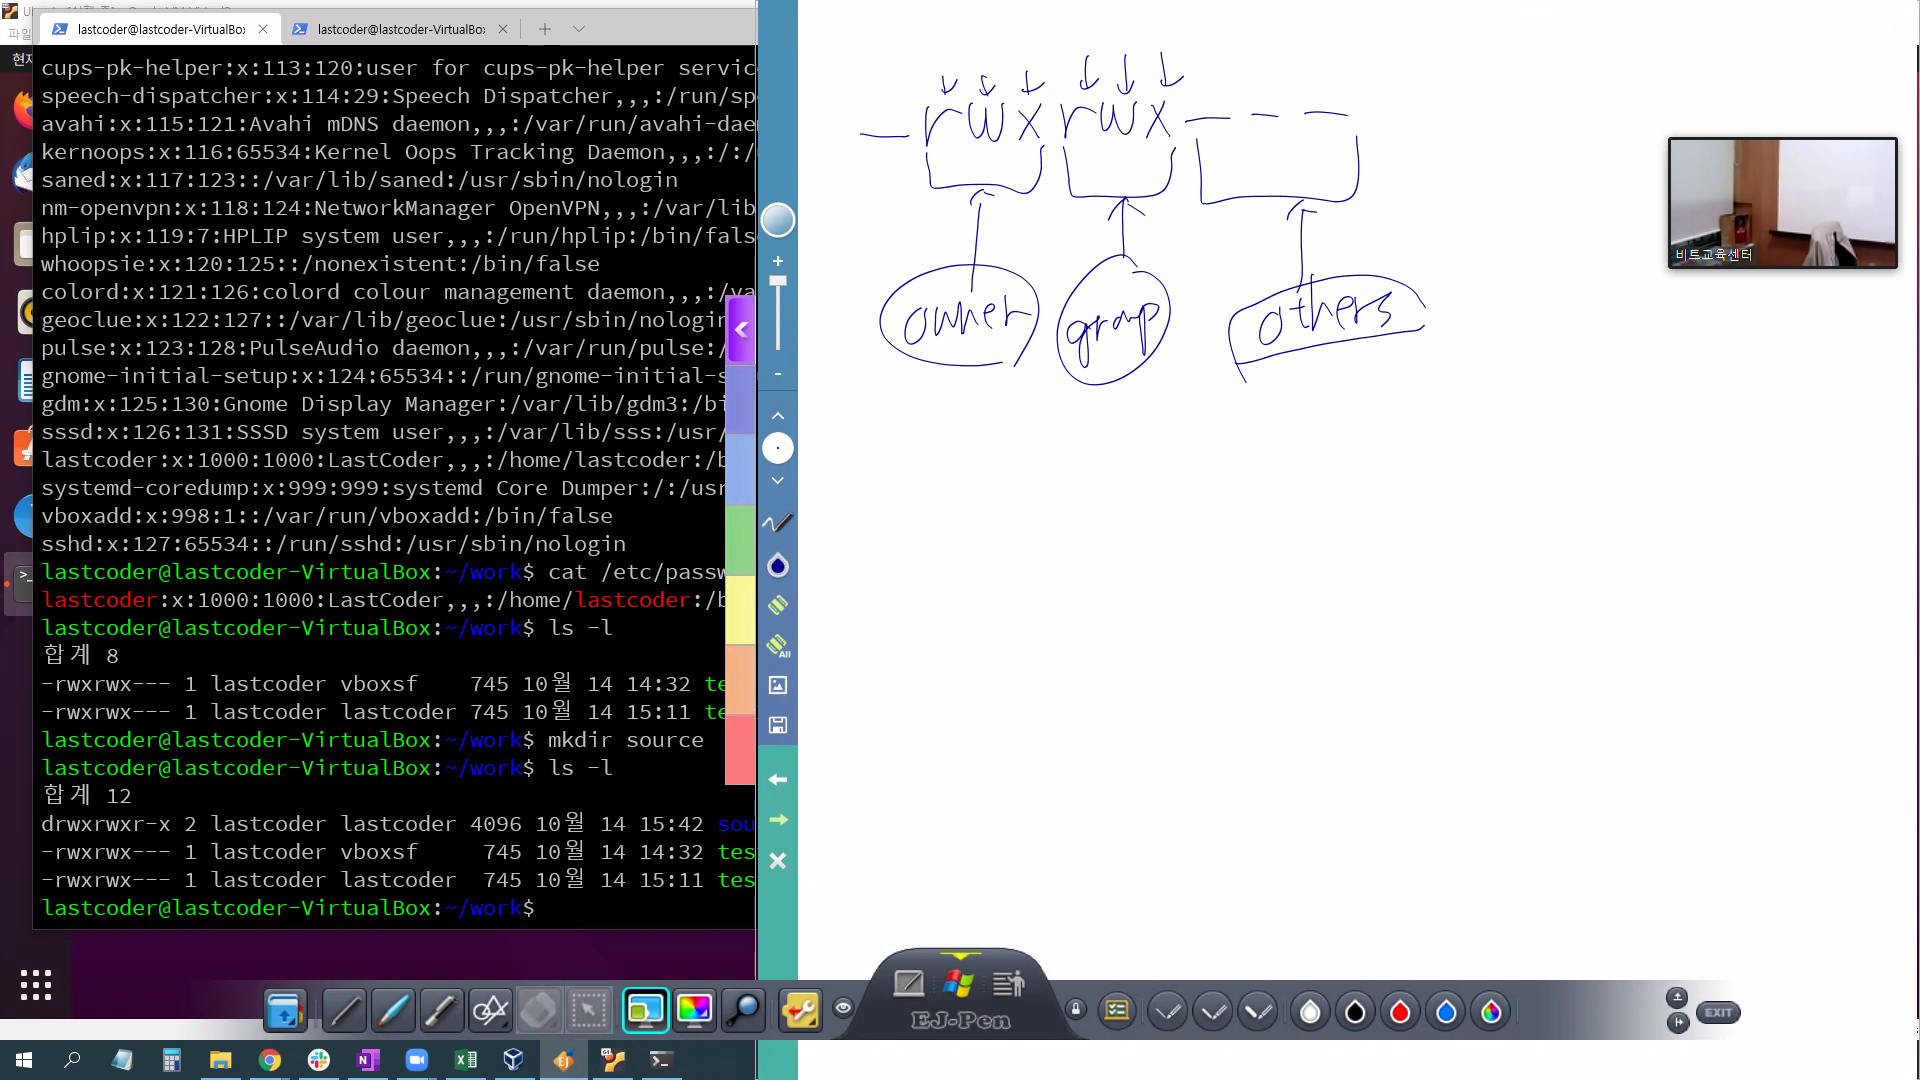 lastcoder@lastcoder-VirtualBox
lastcoder@lastcoder-VirtualBox
cups-pk-helper:x:113:120:user for cups-pk-helper servic
speech-dispatcher:x:114:29:Speech Dispatcher,,,:/run/sp
avahi:x:115:121:Avahi mDNS daemon,,,:/var/run/avahi-dae
kernoops:x:116:65534:Kernel Oops Tracking Daemon,,,:/:/u
saned:x:117:123::/var/lib/saned:/usr/sbin/nologin
nm-openvpn:x:118:124:NetworkManager OpenVPN,,,:/var/lib
hplip:x:119:7:HPLIP system user,,,:/run/hplip:/bin/fals
whoopsie:x:120:125::/nonexistent:/bin/false
colord:x:121:126:colord colour management daemon,,,:/va
geoclue:x:122:127::/var/lib/geoclue:/usr/sbin/nologin
pulse:x:123:128:PulseAudio daemon,,,:/var/run/pulse:/
gnome-initial-setup:x:124:65534::/run/gnome-initial-s
gdm:x:125:130:Gnome Display Manager:/var/lib/gdm3:/bi
sssd:x:126:131:SSSD system user,,,:/var/lib/sss:/usr/
lastcoder:x:1000:1000:LastCoder,,,:/home/lastcoder:/b
systemd-coredump:x:999:999:systemd Core Dumper:/:/usr
vboxadd:x:998:1::/var/run/vboxadd:/bin/false
sshd:x:127:65534::/run/sshd:/usr/sbin/nologin
lastcoder@lastcoder-VirtualBox:~/work$ cat /etc/passw
lastcoder:x:1000:1000:LastCoder,,,:/home/lastcoder:/b
lastcoder@lastcoder-VirtualBox:~/work$ ls -l
합계 8
-rwxrwx--- 1 lastcoder vboxsf    745 10월 14 14:32 te
-rwxrwx--- 1 lastcoder lastcoder 745 10월 14 15:11 te
lastcoder@lastcoder-VirtualBox:~/work$ mkdir source
lastcoder@lastcoder-VirtualBox:~/work$ ls -l
합계 12
drwxrwxr-x 2 lastcoder lastcoder 4096 10월 14 15:42 sou
-rwxrwx--- 1 lastcoder vboxsf     745 10월 14 14:32 tes
-rwxrwx--- 1 lastcoder lastcoder  745 10월 14 15:11 tes
lastcoder@lastcoder-VirtualBox:~/work$
- rwx rwx - - -
owner group others
비트교육센터
All
EJ-Pen
EXIT